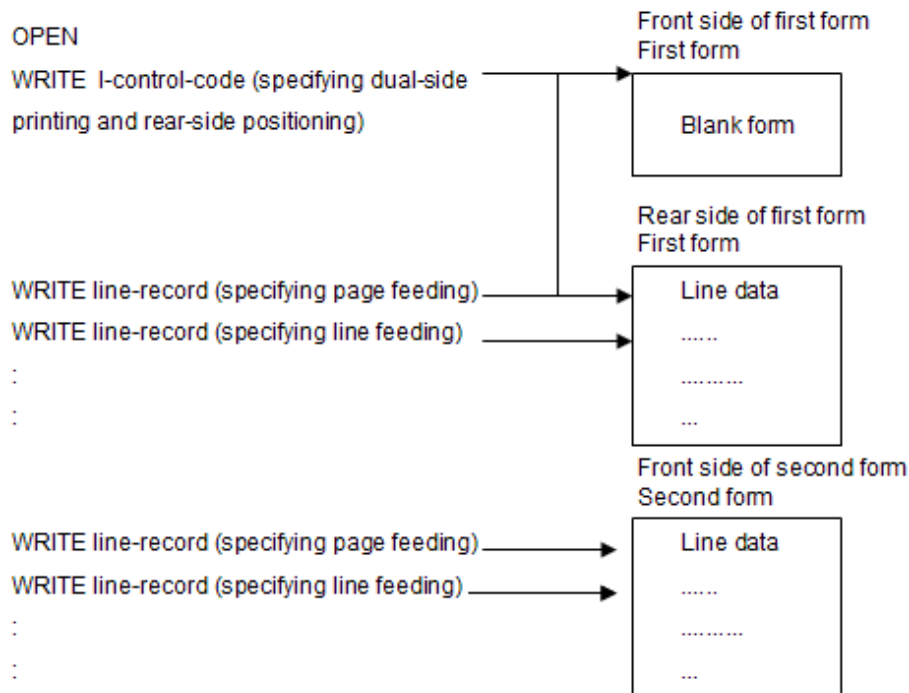 OPEN
WRITE I-control-code (specifying dual-side
printing and rear-side positioning)
Front side of first form
First form
Blank form
Rear side of first form
First form
WRITE line-record (specifying page feeding)
Line data
WRITE line-record (specifying line feeding)
......
:
..........
:
...
Front side of second form
Second form
WRITE line-record (specifying page feeding)
Line data
WRITE line-record (specifying line feeding)
......
:
..........
:
...